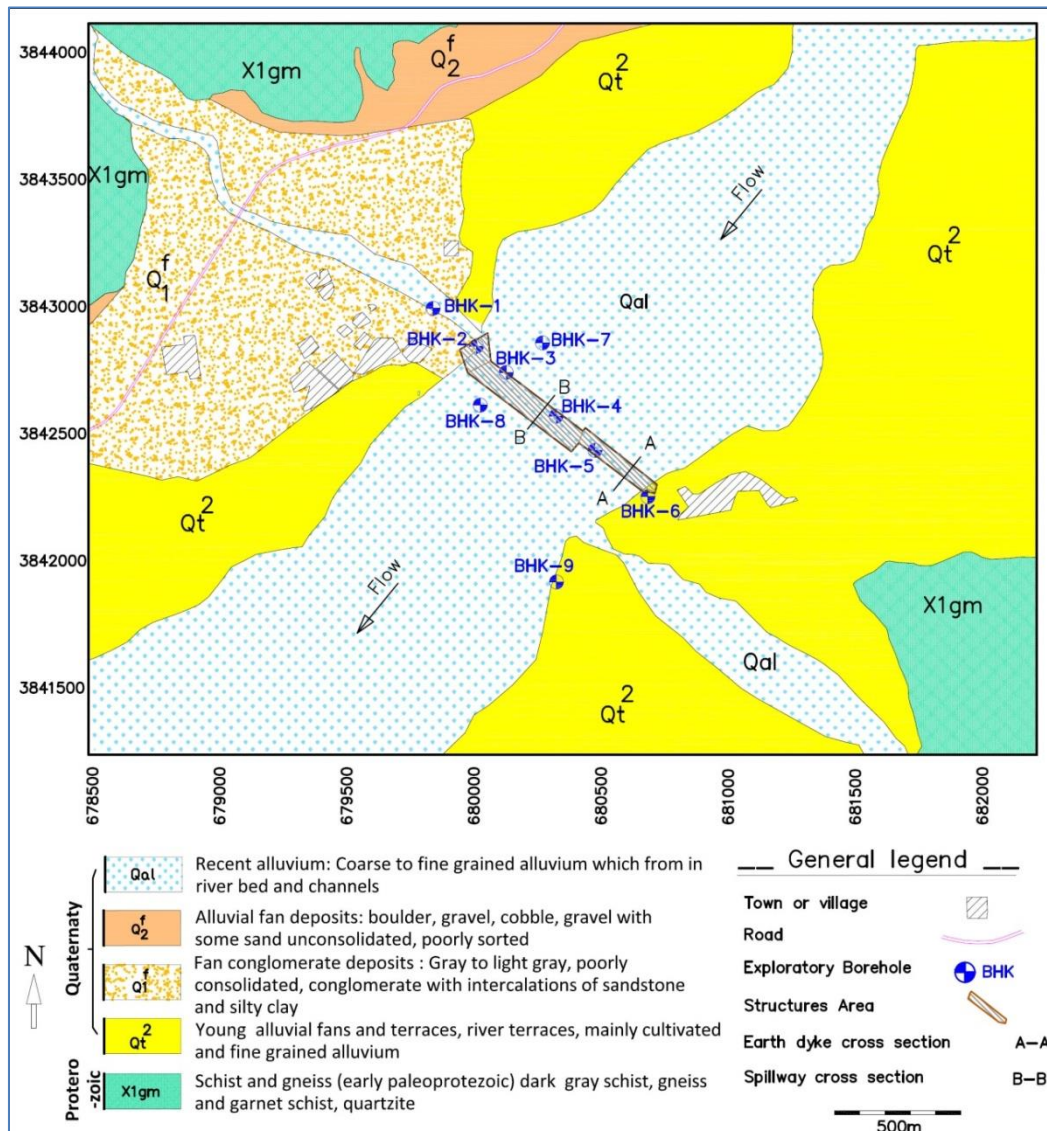 3844000
3843500
3843000
3842500
3842000
3841500
X1gm
Q2f
Qt2
X1gm
Flow
Qt2
Q1f
Qal
BHK-1
BHK-2
BHK-7
BHK-3
B
BHK-8
BHK-4
B
A
BHK-5
A
BHK-6
Qt2
BHK-9
Flow
X1gm
Qal
Qt2
678500
679000
679500
680000
680500
681000
681500
682000
N
Quaternaty
Protero
-zoic
Qal
Recent alluvium: Coarse to fine grained alluvium which from in
river bed and channels
Q2f
Alluvial fan deposits: boulder, gravel, cobble, gravel with
some sand unconsolidated, poorly sorted
Q1f
Fan conglomerate deposits : Gray to light gray, poorly
consolidated, conglomerate with intercalations of sandstone
and silty clay
Qt2
Young alluvial fans and terraces, river terraces, mainly cultivated
and fine grained alluvium
X1gm
Schist and gneiss (early paleoprotezoic) dark gray schist, gneiss
and garnet schist, quartzite
__ General legend __
Town or village
Road
Exploratory Borehole
BHK
Structures Area
Earth dyke cross section A-A
Spillway cross section B-B
500m